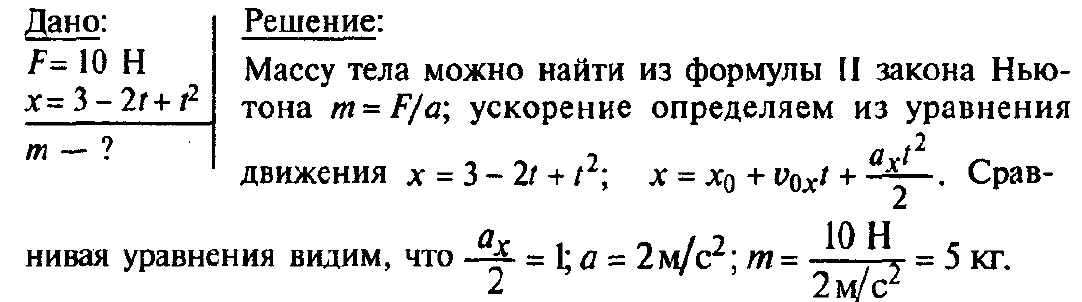 Дано:
F= 10 Н
x= 3 – 2t + t²
m — ?
Решение:
Массу тела можно найти из формулы II закона Нью-
тона m = F/a; ускорение определяем из уравнения
движения x = 3 – 2t + t²; x = x₀ + v₀ₓt + aₓt²/2. Срав-
нивая уравнения видим, что aₓ/2 = 1; a = 2 м/с²; m = 10 Н/2 м/с² = 5 кг.